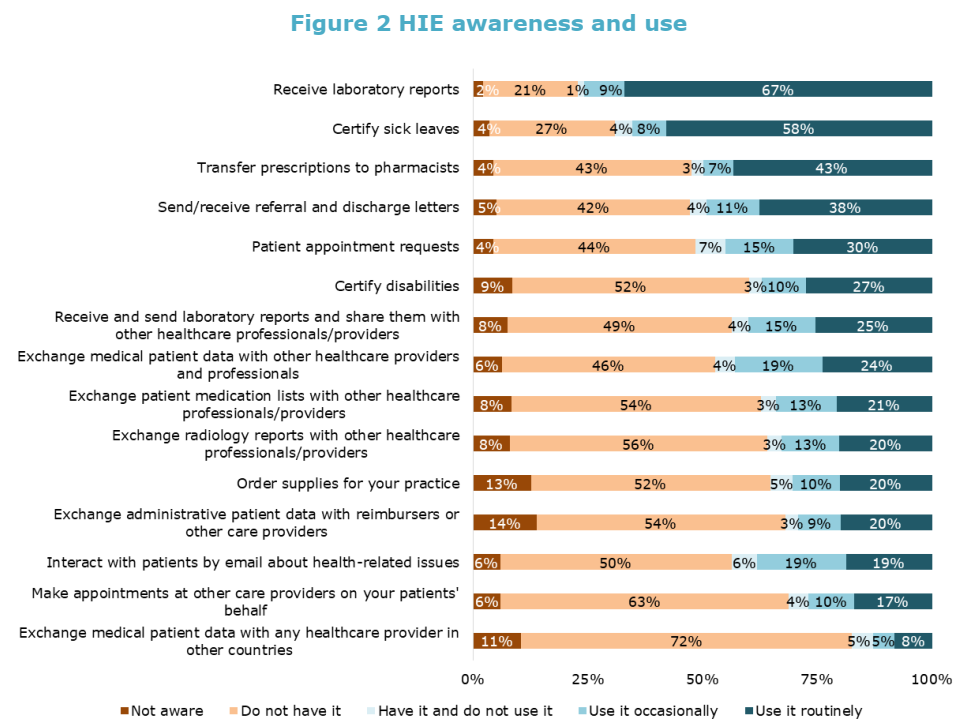 Figure 2 HIE awareness and use
Receive laboratory reports 2% 21% 1% 9% 67%
Certify sick leaves 4% 27% 4% 8% 58%
Transfer prescriptions to pharmacists 4% 43% 3% 7% 43%
Send/receive referral and discharge letters 5% 42% 4% 11% 38%
Patient appointment requests 4% 44% 7% 15% 30%
Certify disabilities 9% 52% 3% 10% 27%
Receive and send laboratory reports and share them with
other healthcare professionals/providers 8% 49% 4% 15% 25%
Exchange medical patient data with other healthcare providers
and professionals 6% 46% 4% 19% 24%
Exchange patient medication lists with other healthcare
professionals/providers 8% 54% 3% 13% 21%
Exchange radiology reports with other healthcare
professionals/providers 8% 56% 3% 13% 20%
Order supplies for your practice 13% 52% 5% 10% 20%
Exchange administrative patient data with reimbursers or
other care providers 14% 54% 3% 9% 20%
Interact with patients by email about health-related issues 6% 50% 6% 19% 19%
Make appointments at other care providers on your patients'
behalf 6% 63% 4% 10% 17%
Exchange medical patient data with any healthcare provider in
other countries 11% 72% 5% 5% 8%
0% 25% 50% 75% 100%
Not aware Do not have it Have it and do not use it Use it occasionally Use it routinely